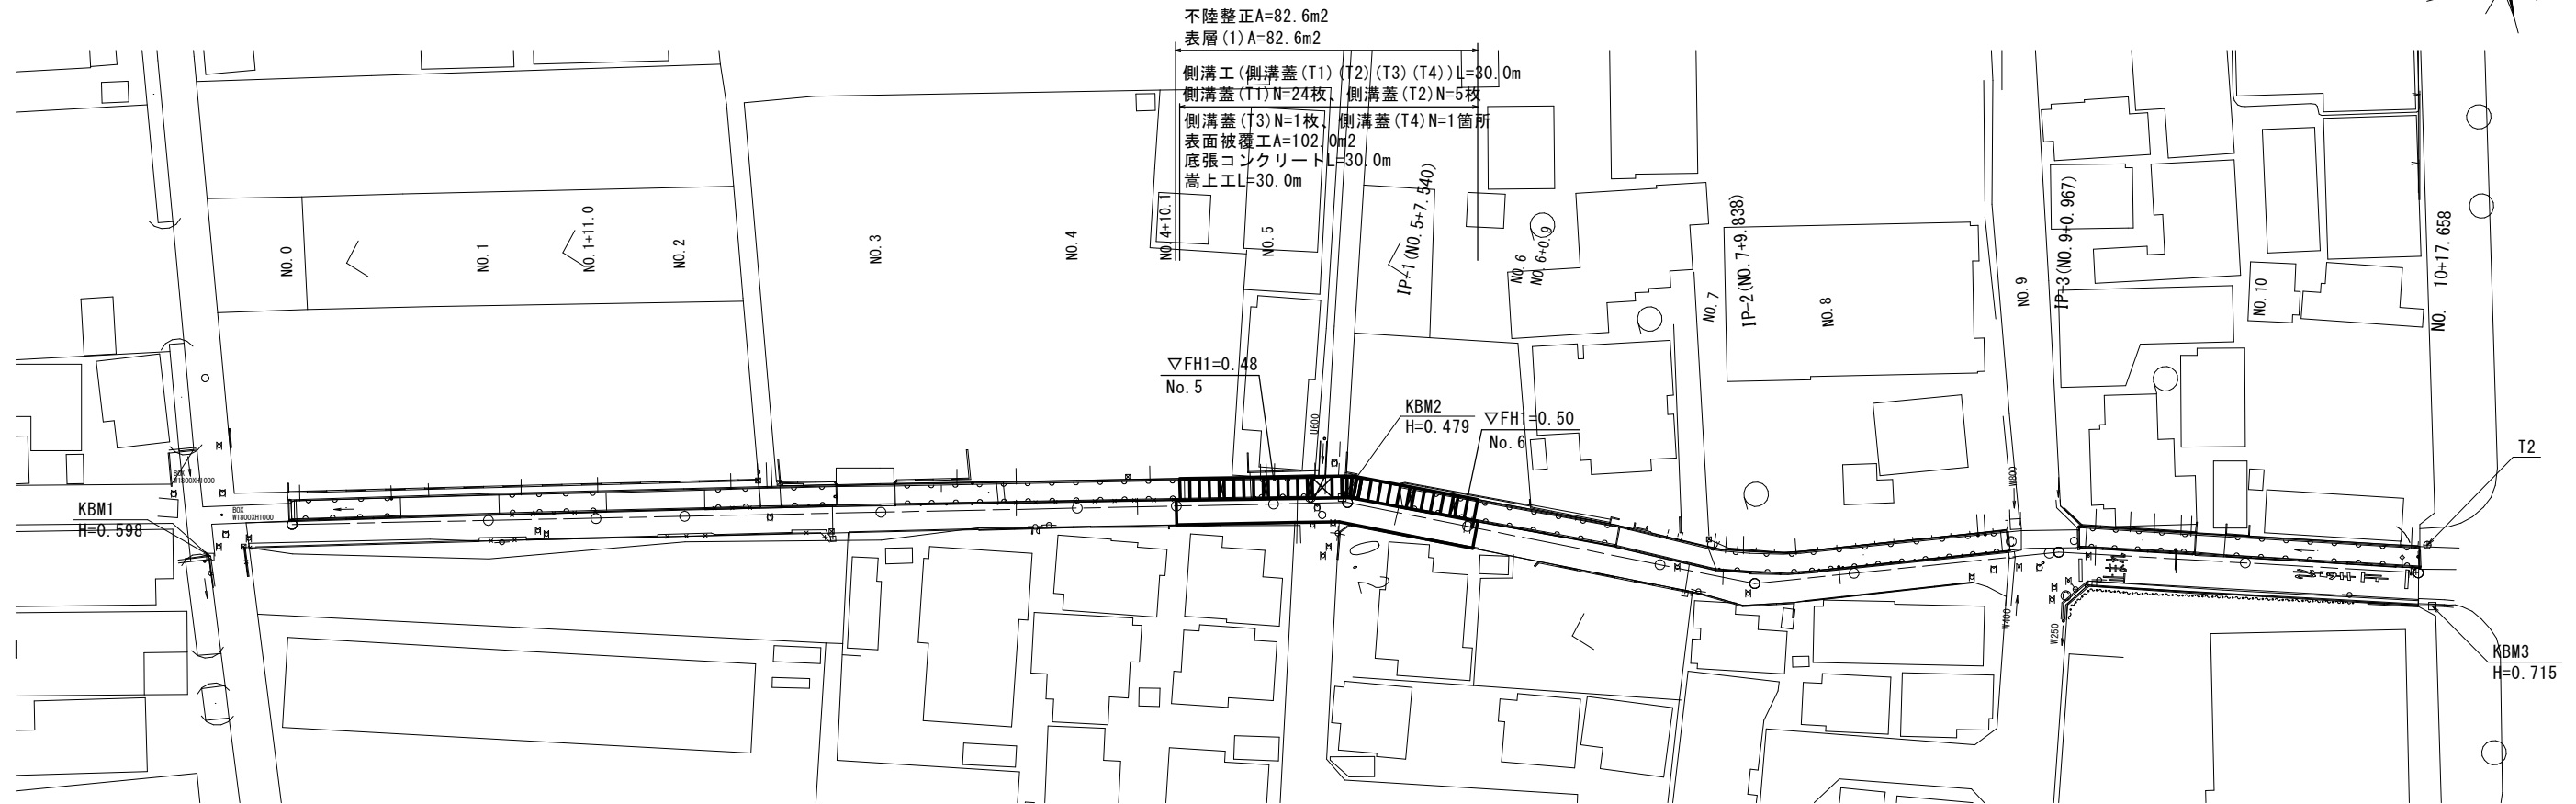 不陸整正A=82.6m2
表層(1)A=82.6m2
側溝工(側溝蓋(T1)(T2)(T3)(T4))L=30.0m
側溝蓋(T1)N=24枚、側溝蓋(T2)N=5枚
側溝蓋(T3)N=1枚、側溝蓋(T4)N=1箇所
表面被覆工A=102.0m2
底張コンクリートL=30.0m
嵩上工L=30.0m
NO.0
NO.1
NO.1+11.0
NO.2
NO.3
NO.4
NO.4+10.1
NO.5
IP-1(NO.5+7.540)
NO.6
NO.6+0.9
NO.7
IP-2(NO.7+9.838)
NO.8
NO.9
IP-3(NO.9+0.967)
NO.10
NO. 10+17.658
▽FH1=0.48
No.5
KBM2
H=0.479
▽FH1=0.50
No.6
U600
W800
T2
BOX
W1800XH1000
KBM1
H=0.598
BOX
W1800XH1000
W400
W250
KBM3
H=0.715